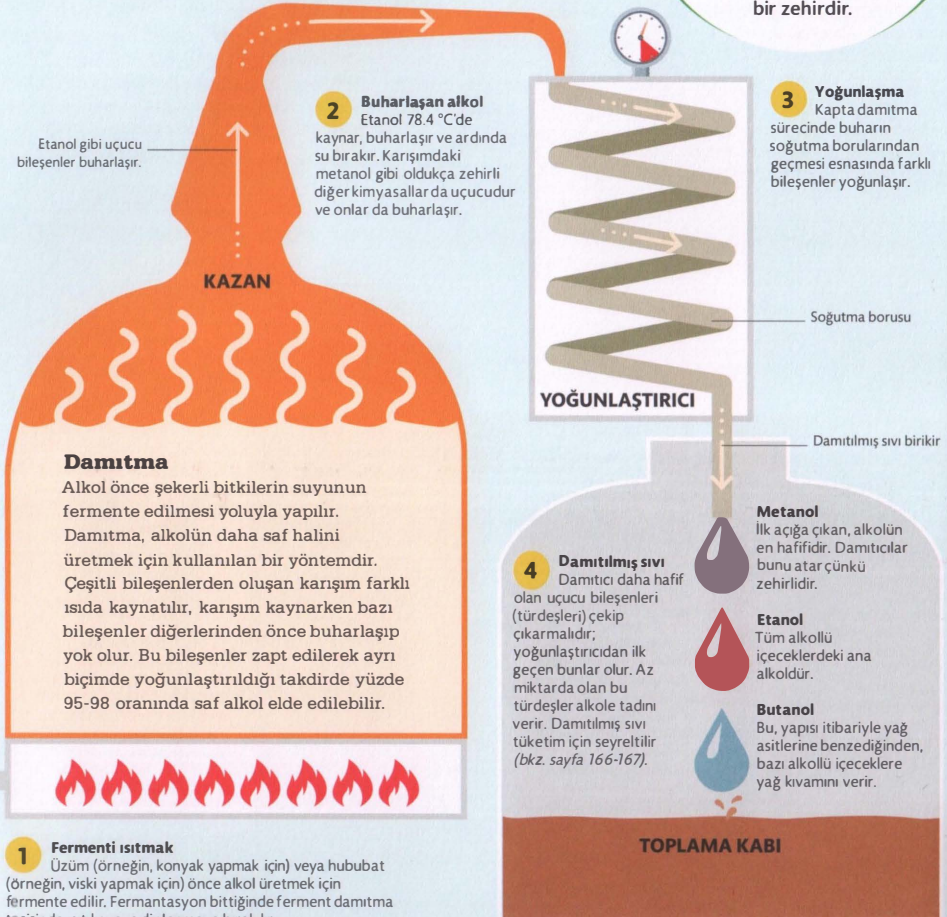 bir zehirdir.
2 Buharlaşan alkol
Etanol 78.4 °C'de
kaynar, buharlaşır ve ardında
su bırakır. Karışımdaki
metanol gibi oldukça zehirli
diğer kimyasallar da uçucudur
ve onlar da buharlaşır.
3 Yoğunlaşma
Kapta damıtma
sürecinde buharın
soğutma borularından
geçmesi esnasında farklı
bileşenler yoğunlaşır.
Etanol gibi uçucu
bileşenler buharlaşır.
KAZAN
Soğutma borusu
YOĞUNLAŞTIRICI
Damıtılmış sıvı birikir
Damıtma
Alkol önce şekerli bitkilerin suyunun
fermente edilmesi yoluyla yapılır.
Damıtma, alkolün daha saf halini
üretmek için kullanılan bir yöntemdir.
Çeşitli bileşenlerden oluşan karışım farklı
ısıda kaynatılır, karışım kaynarken bazı
bileşenler diğerlerinden önce buharlaşıp
yok olur. Bu bileşenler zapt edilerek ayrı
biçimde yoğunlaştırıldığı takdirde yüzde
95-98 oranında saf alkol elde edilebilir.
4 Damıtılmış sıvı
Damıtıcı daha hafif
olan uçucu bileşenleri
(türdeşleri) çekip
çıkarmalıdır;
yoğunlaştırıcıdan ilk
geçen bunlar olur. Az
miktarda olan bu
türdeşler alkole tadını
verir. Damıtılmış sıvı
tüketim için seyreltilir
(bkz. sayfa 166-167).
Metanol
İlk açığa çıkan, alkolün
en hafifidir. Damıtıcılar
bunu atar çünkü
zehirlidir.
Etanol
Tüm alkollü
içeceklerdeki ana
alkoldür.
Butanol
Bu, yapısı itibariyle yağ
asitlerine benzediğinden,
bazı alkollü içeceklere
yağ kıvamını verir.
TOPLAMA KABI
1 Fermenti ısıtmak
Üzüm (örneğin, konyak yapmak için) veya hububat
(örneğin, viski yapmak için) önce alkol üretmek için
fermente edilir. Fermantasyon bittiğinde ferment damıtma